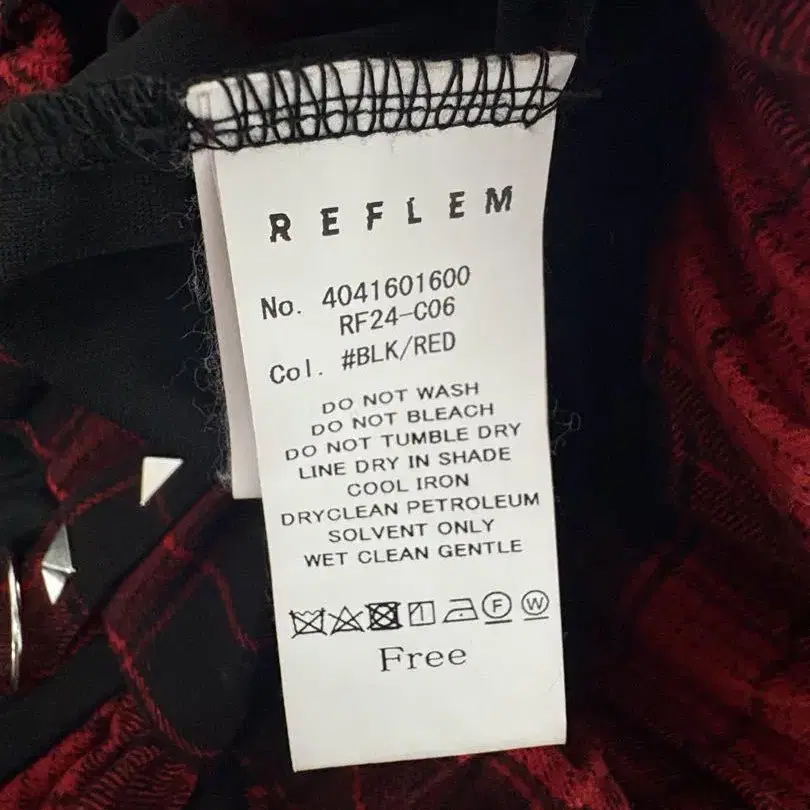 REFLEM
No. 4041601600
RF24-C06
Col. #BLK/RED
DO NOT WASH
DO NOT BLEACH
DO NOT TUMBLE DRY
LINE DRY IN SHADE
COOL IRON
DRYCLEAN PETROLEUM
SOLVENT ONLY
WET CLEAN GENTLE
F W
Free